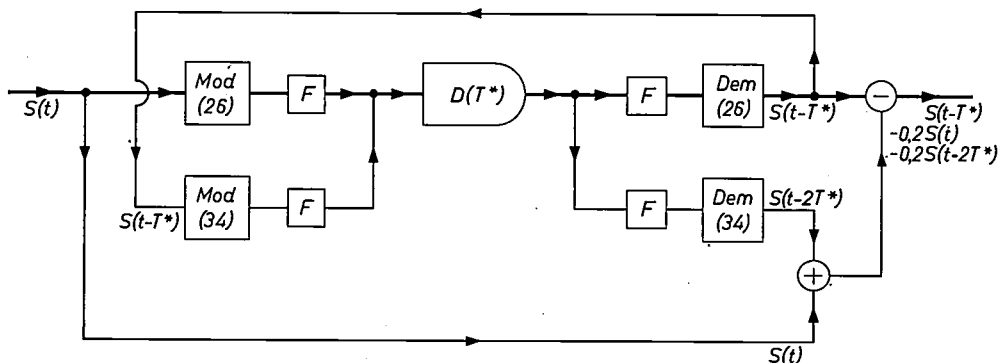 S(t)
Mod
(26)
F
D(T*)
F
Dem
(26)
S(t-T*)
S(t-T*)
-0,2S(t)
-0,2S(t-2T*)
S(t-T*)
Mod
(34)
F
F
Dem
(34)
S(t-2T*)
S(t)